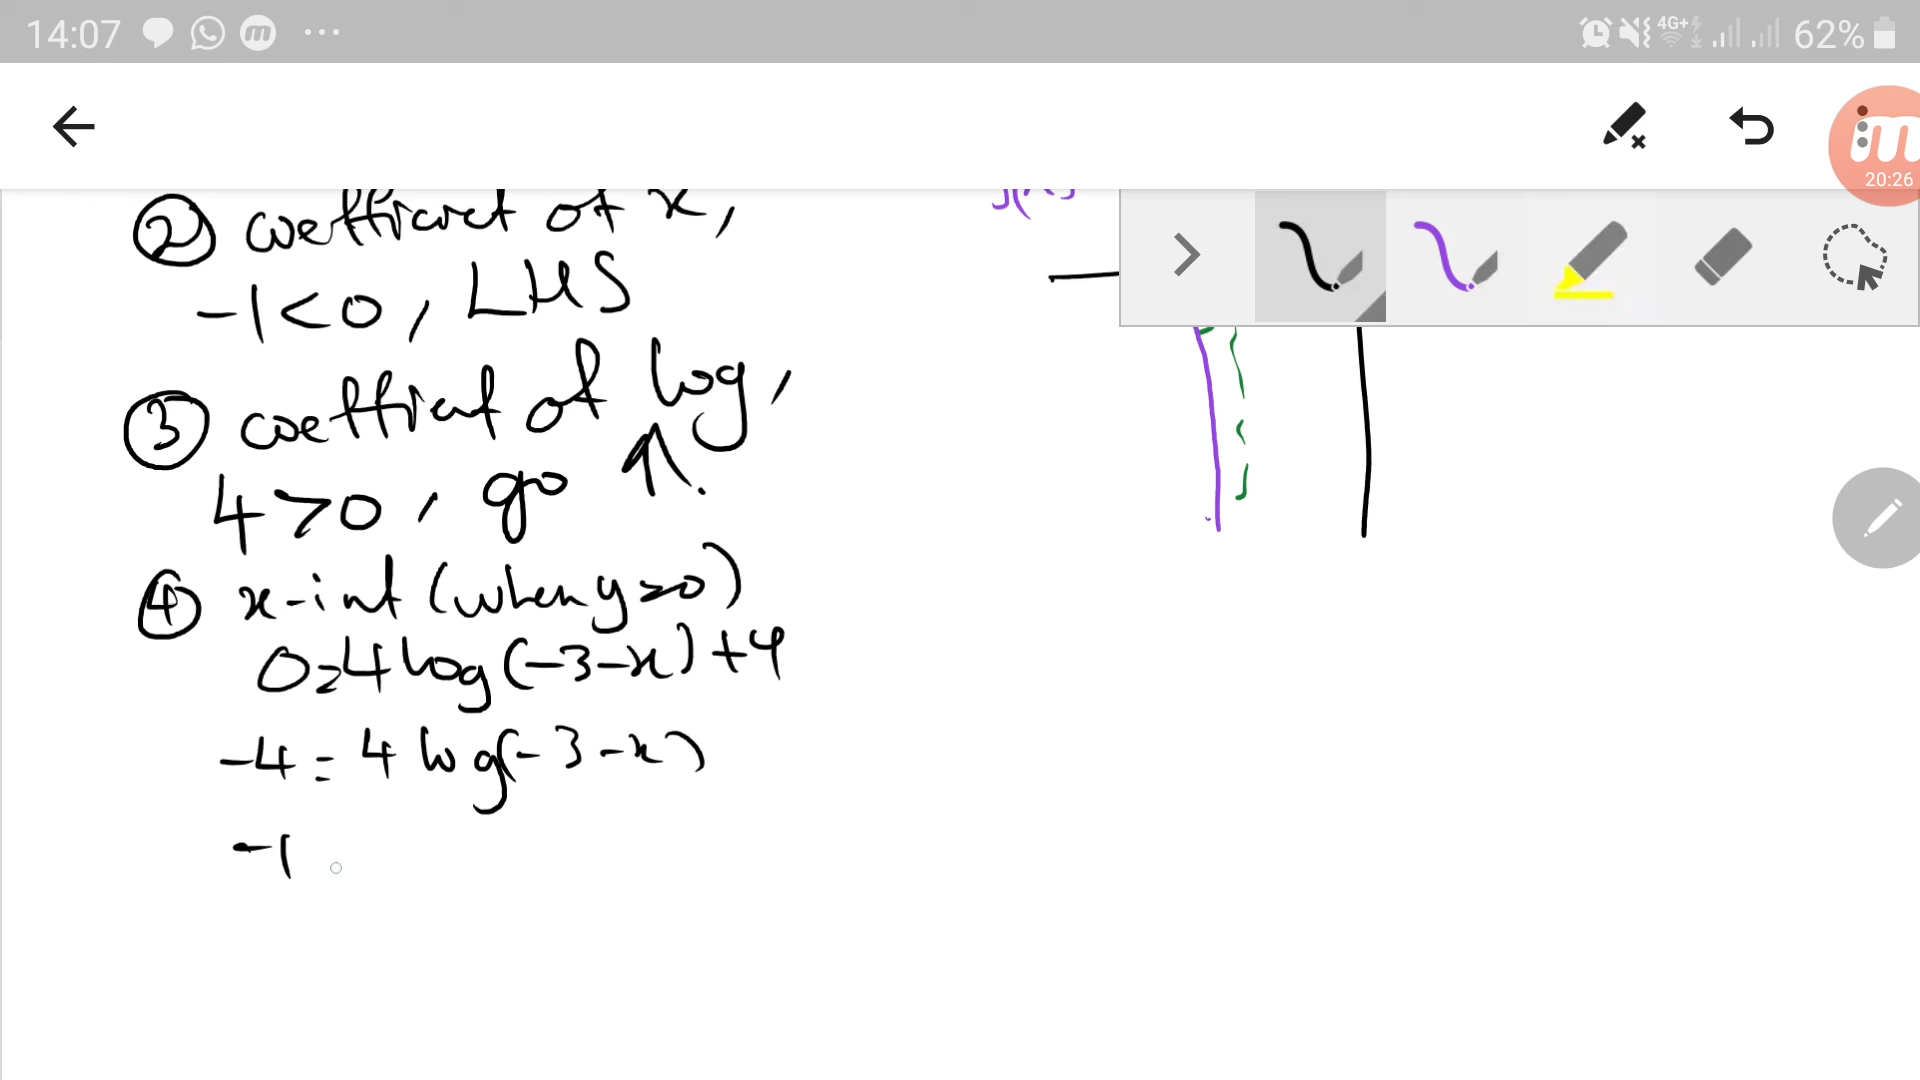 14:07 m ... 4G+ 62%
m
20:26
② coefficient of x,
-1<0, LHS
③ coefficient of log,
4>0, go ↑.
④ x-int (when y=0)
0=4log(-3-x)+4
-4=4log(-3-x)
-1